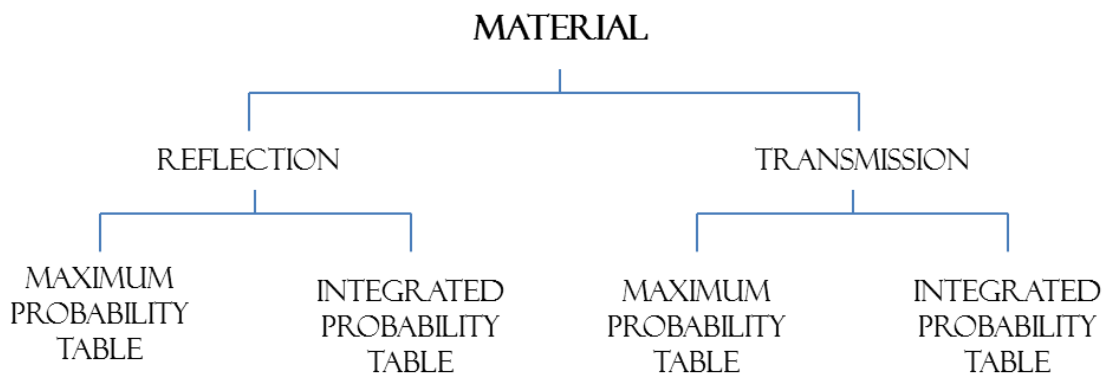 MATERIAL
REFLECTION
TRANSMISSION
MAXIMUM
PROBABILITY
TABLE
INTEGRATED
PROBABILITY
TABLE
MAXIMUM
PROBABILITY
TABLE
INTEGRATED
PROBABILITY
TABLE